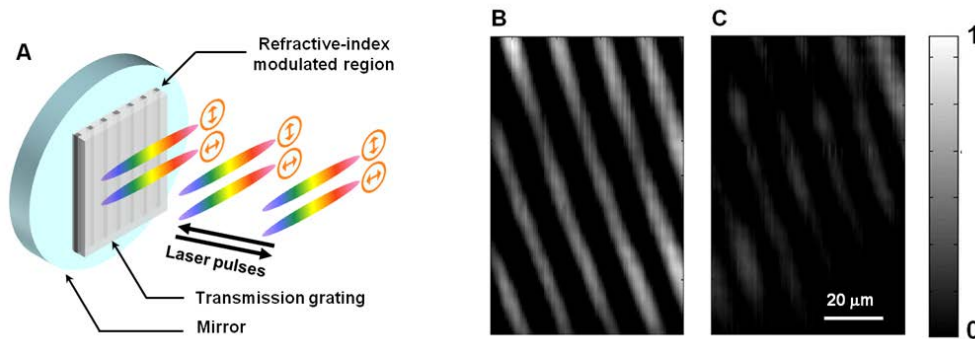 A
Refractive-index
modulated region
Laser pulses
Transmission grating
Mirror
B
C
20 μm
1
0